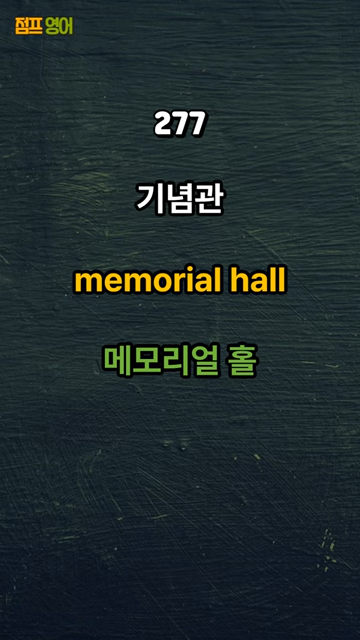 점프 영어
277
기념관
memorial hall
메모리얼 홀